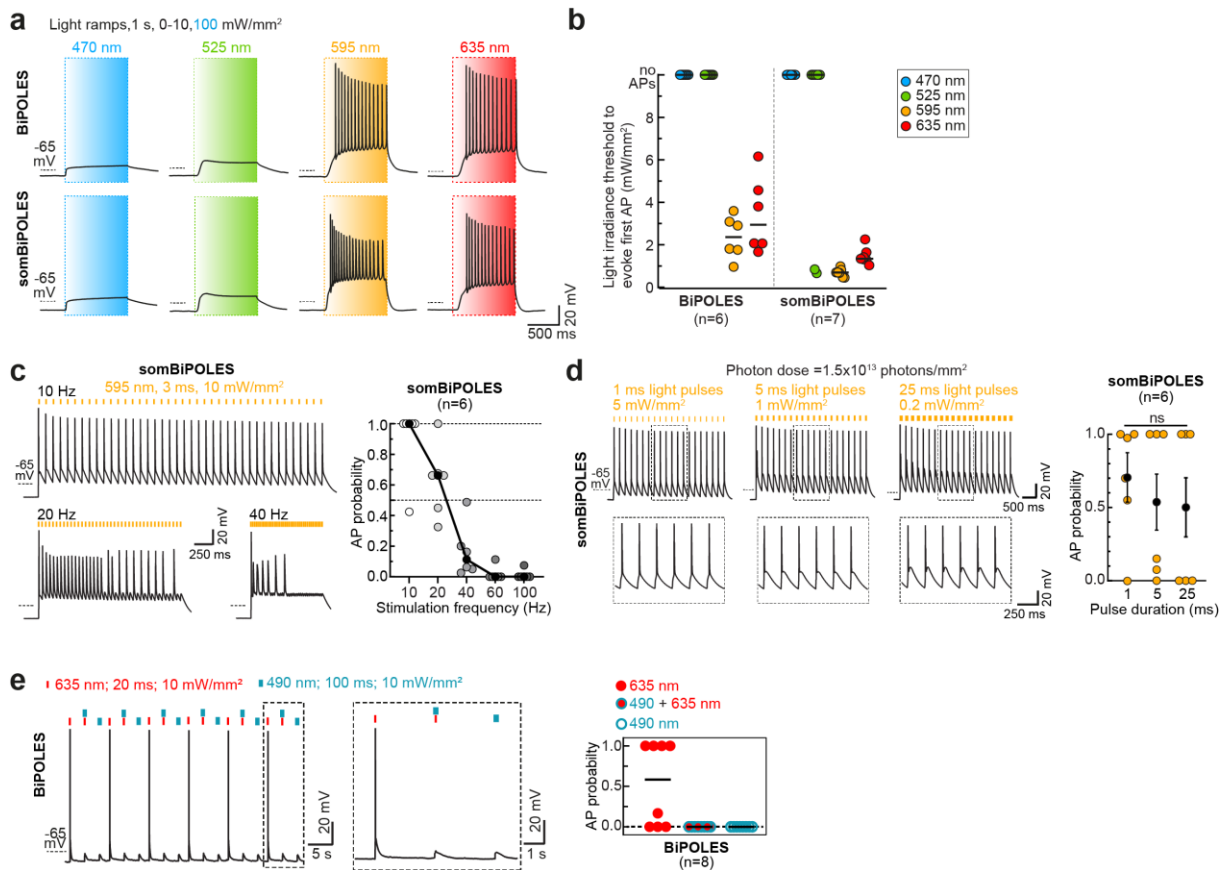 a
Light ramps,1 s, 0-10,100 mW/mm²
470 nm
525 nm
595 nm
635 nm
BiPOLES
-65
mV
somBiPOLES
-65
mV
20 mV
500 ms
b
Light irradiance threshold to
evoke first AP (mW/mm²)
no
APs
8
6
4
2
0
BiPOLES
(n=6)
somBiPOLES
(n=7)
470 nm
525 nm
595 nm
635 nm
c
somBiPOLES
595 nm, 3 ms, 10 mW/mm²
10 Hz
-65
mV
20 Hz
40 Hz
20 mV
250 ms
somBiPOLES
(n=6)
AP probability
1.0
0.8
0.6
0.4
0.2
0.0
10 20 40 60 100
Stimulation frequency (Hz)
d
Photon dose =1.5x10¹³ photons/mm²
1 ms light pulses
5 mW/mm²
5 ms light pulses
1 mW/mm²
25 ms light pulses
0.2 mW/mm²
somBiPOLES
-65
mV
20 mV
500 ms
20 mV
250 ms
somBiPOLES
(n=6)
ns
AP probability
1.0
0.8
0.6
0.4
0.2
0.0
1 5 25
Pulse duration (ms)
e
635 nm; 20 ms; 10 mW/mm²
490 nm; 100 ms; 10 mW/mm²
BiPOLES
-65
mV
20 mV
5 s
20 mV
1 s
635 nm
490 + 635 nm
490 nm
AP probabilty
1.0
0.5
0.0
BiPOLES
(n=8)